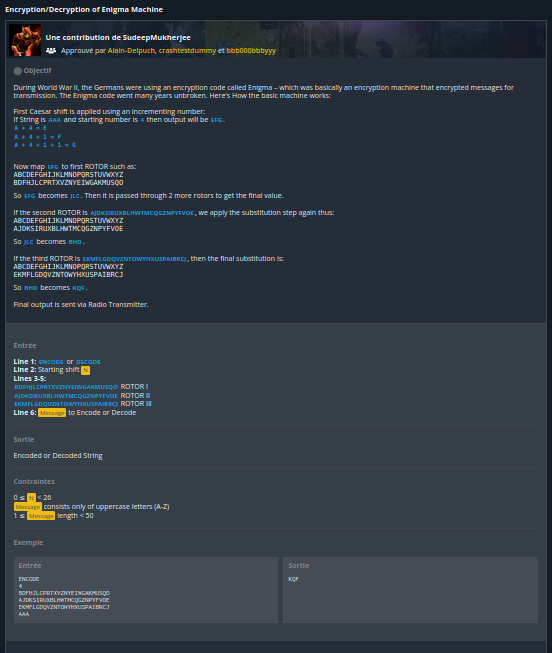 Encryption/Decryption of Enigma Machine
Une contribution de SudeepMukherjee
Approuvé par Alain-Delpuch, crashtestdummy et bbb000bbbyyy
Objectif
During World War II, the Germans were using an encryption code called Enigma – which was basically an encryption machine that encrypted messages for
transmission. The Enigma code went many years unbroken. Here's How the basic machine works:
First Caesar shift is applied using an incrementing number:
If String is AAA and starting number is 4 then output will be EFG.
A + 4 = E
A + 4 + 1 = F
A + 4 + 1 + 1 = G
Now map EFG to first ROTOR such as:
ABCDEFGHIJKLMNOPQRSTUVWXYZ
BDFHJLCPRTXVZNYEIWGAKMUSQO
So EFG becomes JLC. Then it is passed through 2 more rotors to get the final value.
If the second ROTOR is AJDKSIRUXBLHWTMCQGZNPYFVOE, we apply the substitution step again thus:
ABCDEFGHIJKLMNOPQRSTUVWXYZ
AJDKSIRUXBLHWTMCQGZNPYFVOE
So JLC becomes BHD.
If the third ROTOR is EKMFLGDQVZNTOWYHXUSPAIBRCJ, then the final substitution is:
ABCDEFGHIJKLMNOPQRSTUVWXYZ
EKMFLGDQVZNTOWYHXUSPAIBRCJ
So BHD becomes KQF.
Final output is sent via Radio Transmitter.
Entrée
Line 1: ENCODE or DECODE
Line 2: Starting shift N
Lines 3-5:
BDFHJLCPRTXVZNYEIWGAKMUSQO ROTOR I
AJDKSIRUXBLHWTMCQGZNPYFVOE ROTOR II
EKMFLGDQVZNTOWYHXUSPAIBRCJ ROTOR III
Line 6: Message to Encode or Decode
Sortie
Encoded or Decoded String
Contraintes
0 ≤ N < 26
Message consists only of uppercase letters (A-Z)
1 ≤ Message length < 50
Exemple
Entrée
ENCODE
4
BDFHJLCPRTXVZNYEIWGAKMUSQO
AJDKSIRUXBLHWTMCQGZNPYFVOE
EKMFLGDQVZNTOWYHXUSPAIBRCJ
AAA
Sortie
KQF